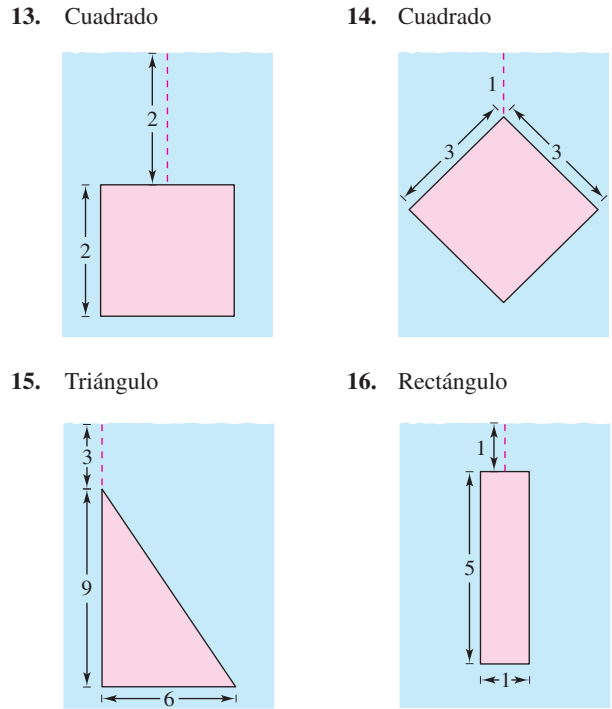 13. Cuadrado
2
2
14. Cuadrado
1
3 3
15. Triángulo
3
9
6
16. Rectángulo
1
5
1